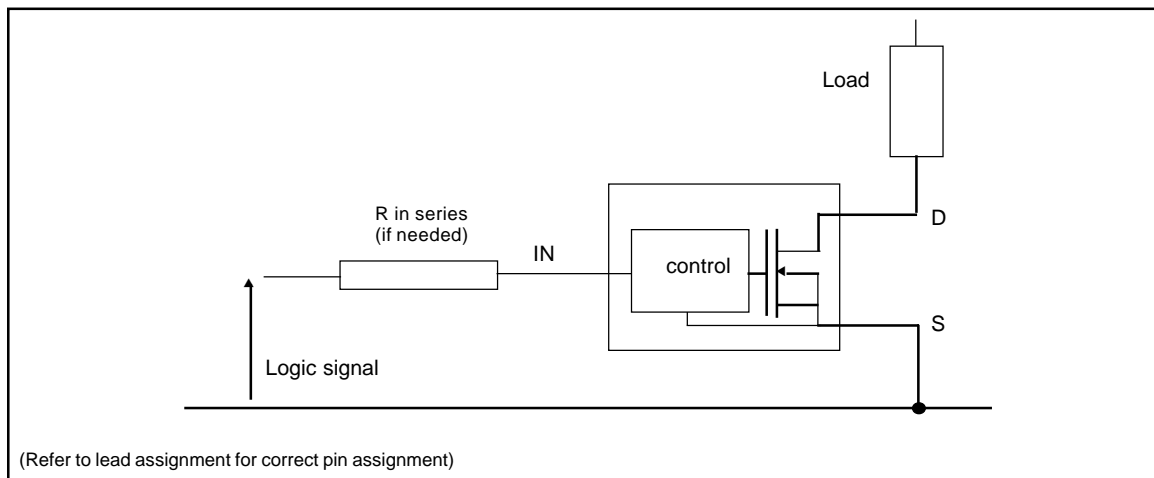 Load
R in series
(if needed)
IN
D
control
S
Logic signal
(Refer to lead assignment for correct pin assignment)